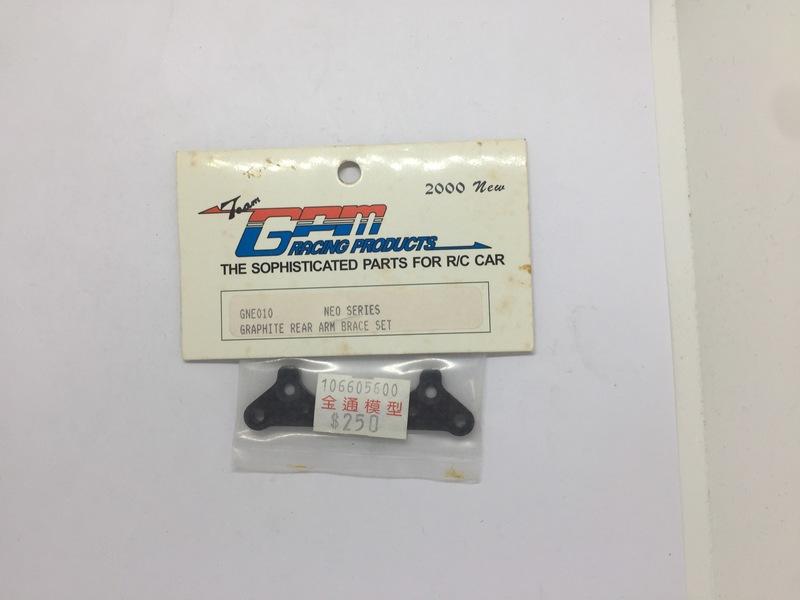 2000 New
Team
GPM
RACING PRODUCTS
THE SOPHISTICATED PARTS FOR R/C CAR
GNE010 NEO SERIES
GRAPHITE REAR ARM BRACE SET
106605600
全通模型
$250